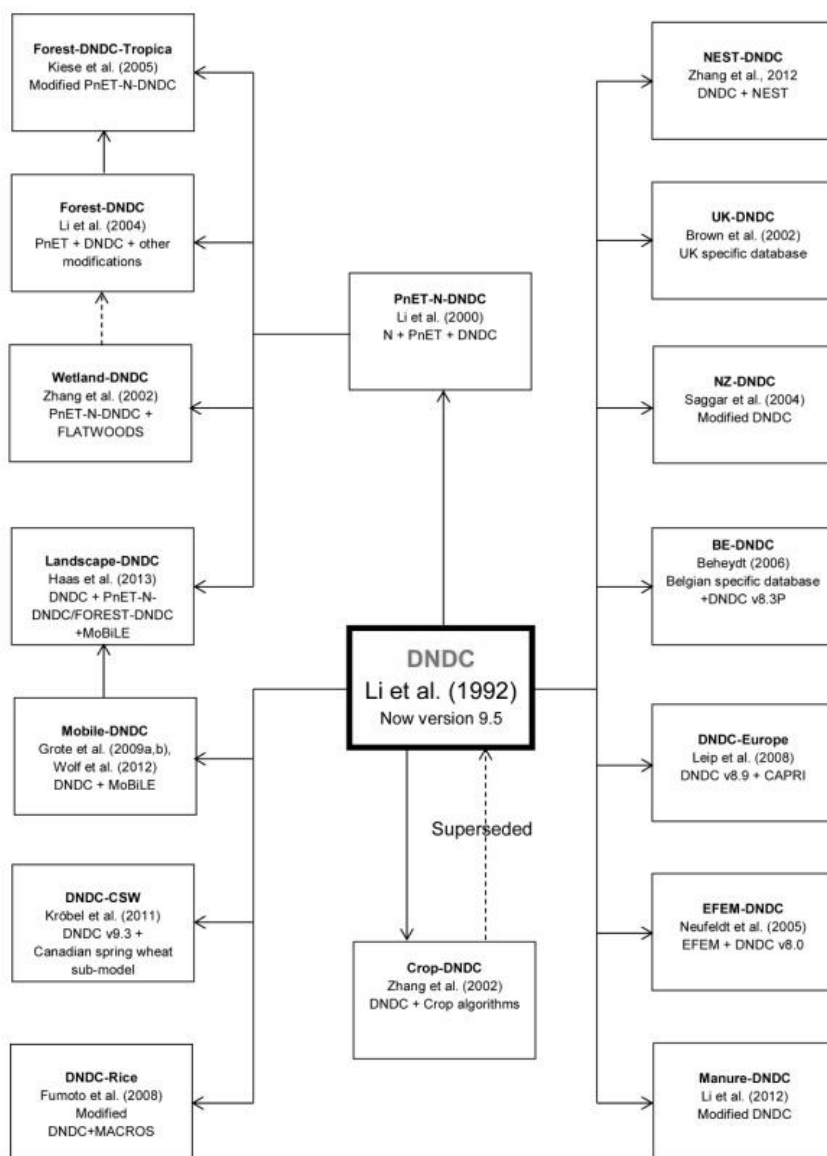 Forest-DNDC-Tropica
Kiese et al. (2005)
Modified PnET-N-DNDC
Forest-DNDC
Li et al. (2004)
PnET + DNDC + other
modifications
Wetland-DNDC
Zhang et al. (2002)
PnET-N-DNDC +
FLATWOODS
Landscape-DNDC
Haas et al. (2013)
DNDC + PnET-N-
DNDC/FOREST-DNDC
+MoBiLE
Mobile-DNDC
Grote et al. (2009a,b),
Wolf et al. (2012)
DNDC + MoBiLE
DNDC-CSW
Kröbel et al. (2011)
DNDC v9.3 +
Canadian spring wheat
sub-model
DNDC-Rice
Fumoto et al. (2008)
Modified
DNDC+MACROS
PnET-N-DNDC
Li et al. (2000)
N + PnET + DNDC
DNDC
Li et al. (1992)
Now version 9.5
Superseded
Crop-DNDC
Zhang et al. (2002)
DNDC + Crop algorithms
NEST-DNDC
Zhang et al., 2012
DNDC + NEST
UK-DNDC
Brown et al. (2002)
UK specific database
NZ-DNDC
Saggar et al. (2004)
Modified DNDC
BE-DNDC
Beheydt (2006)
Belgian specific database
+DNDC v8.3P
DNDC-Europe
Leip et al. (2008)
DNDC v8.9 + CAPRI
EFEM-DNDC
Neufeldt et al. (2005)
EFEM + DNDC v8.0
Manure-DNDC
Li et al. (2012)
Modified DNDC